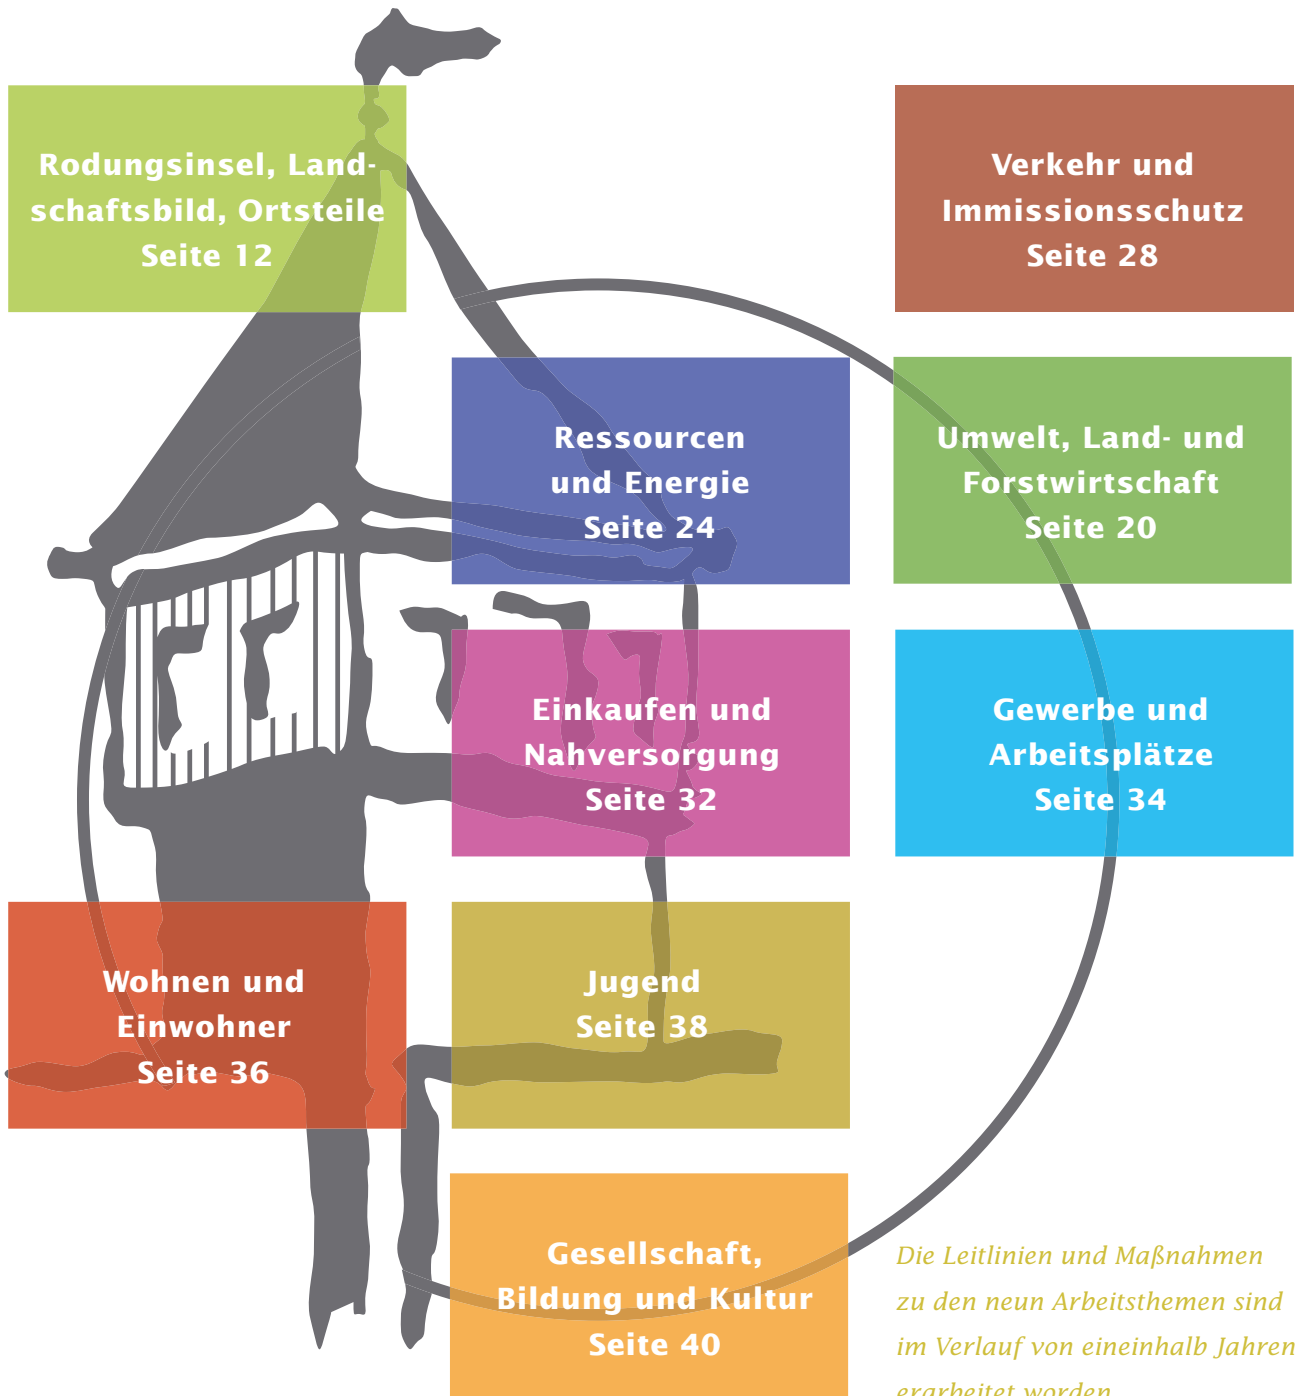 Rodungsinsel, Land-
schaftsbild, Ortsteile
Seite 12
Verkehr und
Immissionsschutz
Seite 28
Ressourcen
und Energie
Seite 24
Umwelt, Land- und
Forstwirtschaft
Seite 20
Einkaufen und
Nahversorgung
Seite 32
Gewerbe und
Arbeitsplätze
Seite 34
Wohnen und
Einwohner
Seite 36
Jugend
Seite 38
Gesellschaft,
Bildung und Kultur
Seite 40
Die Leitlinien und Maßnahmen
zu den neun Arbeitsthemen sind
im Verlauf von eineinhalb Jahren
erarbeitet worden